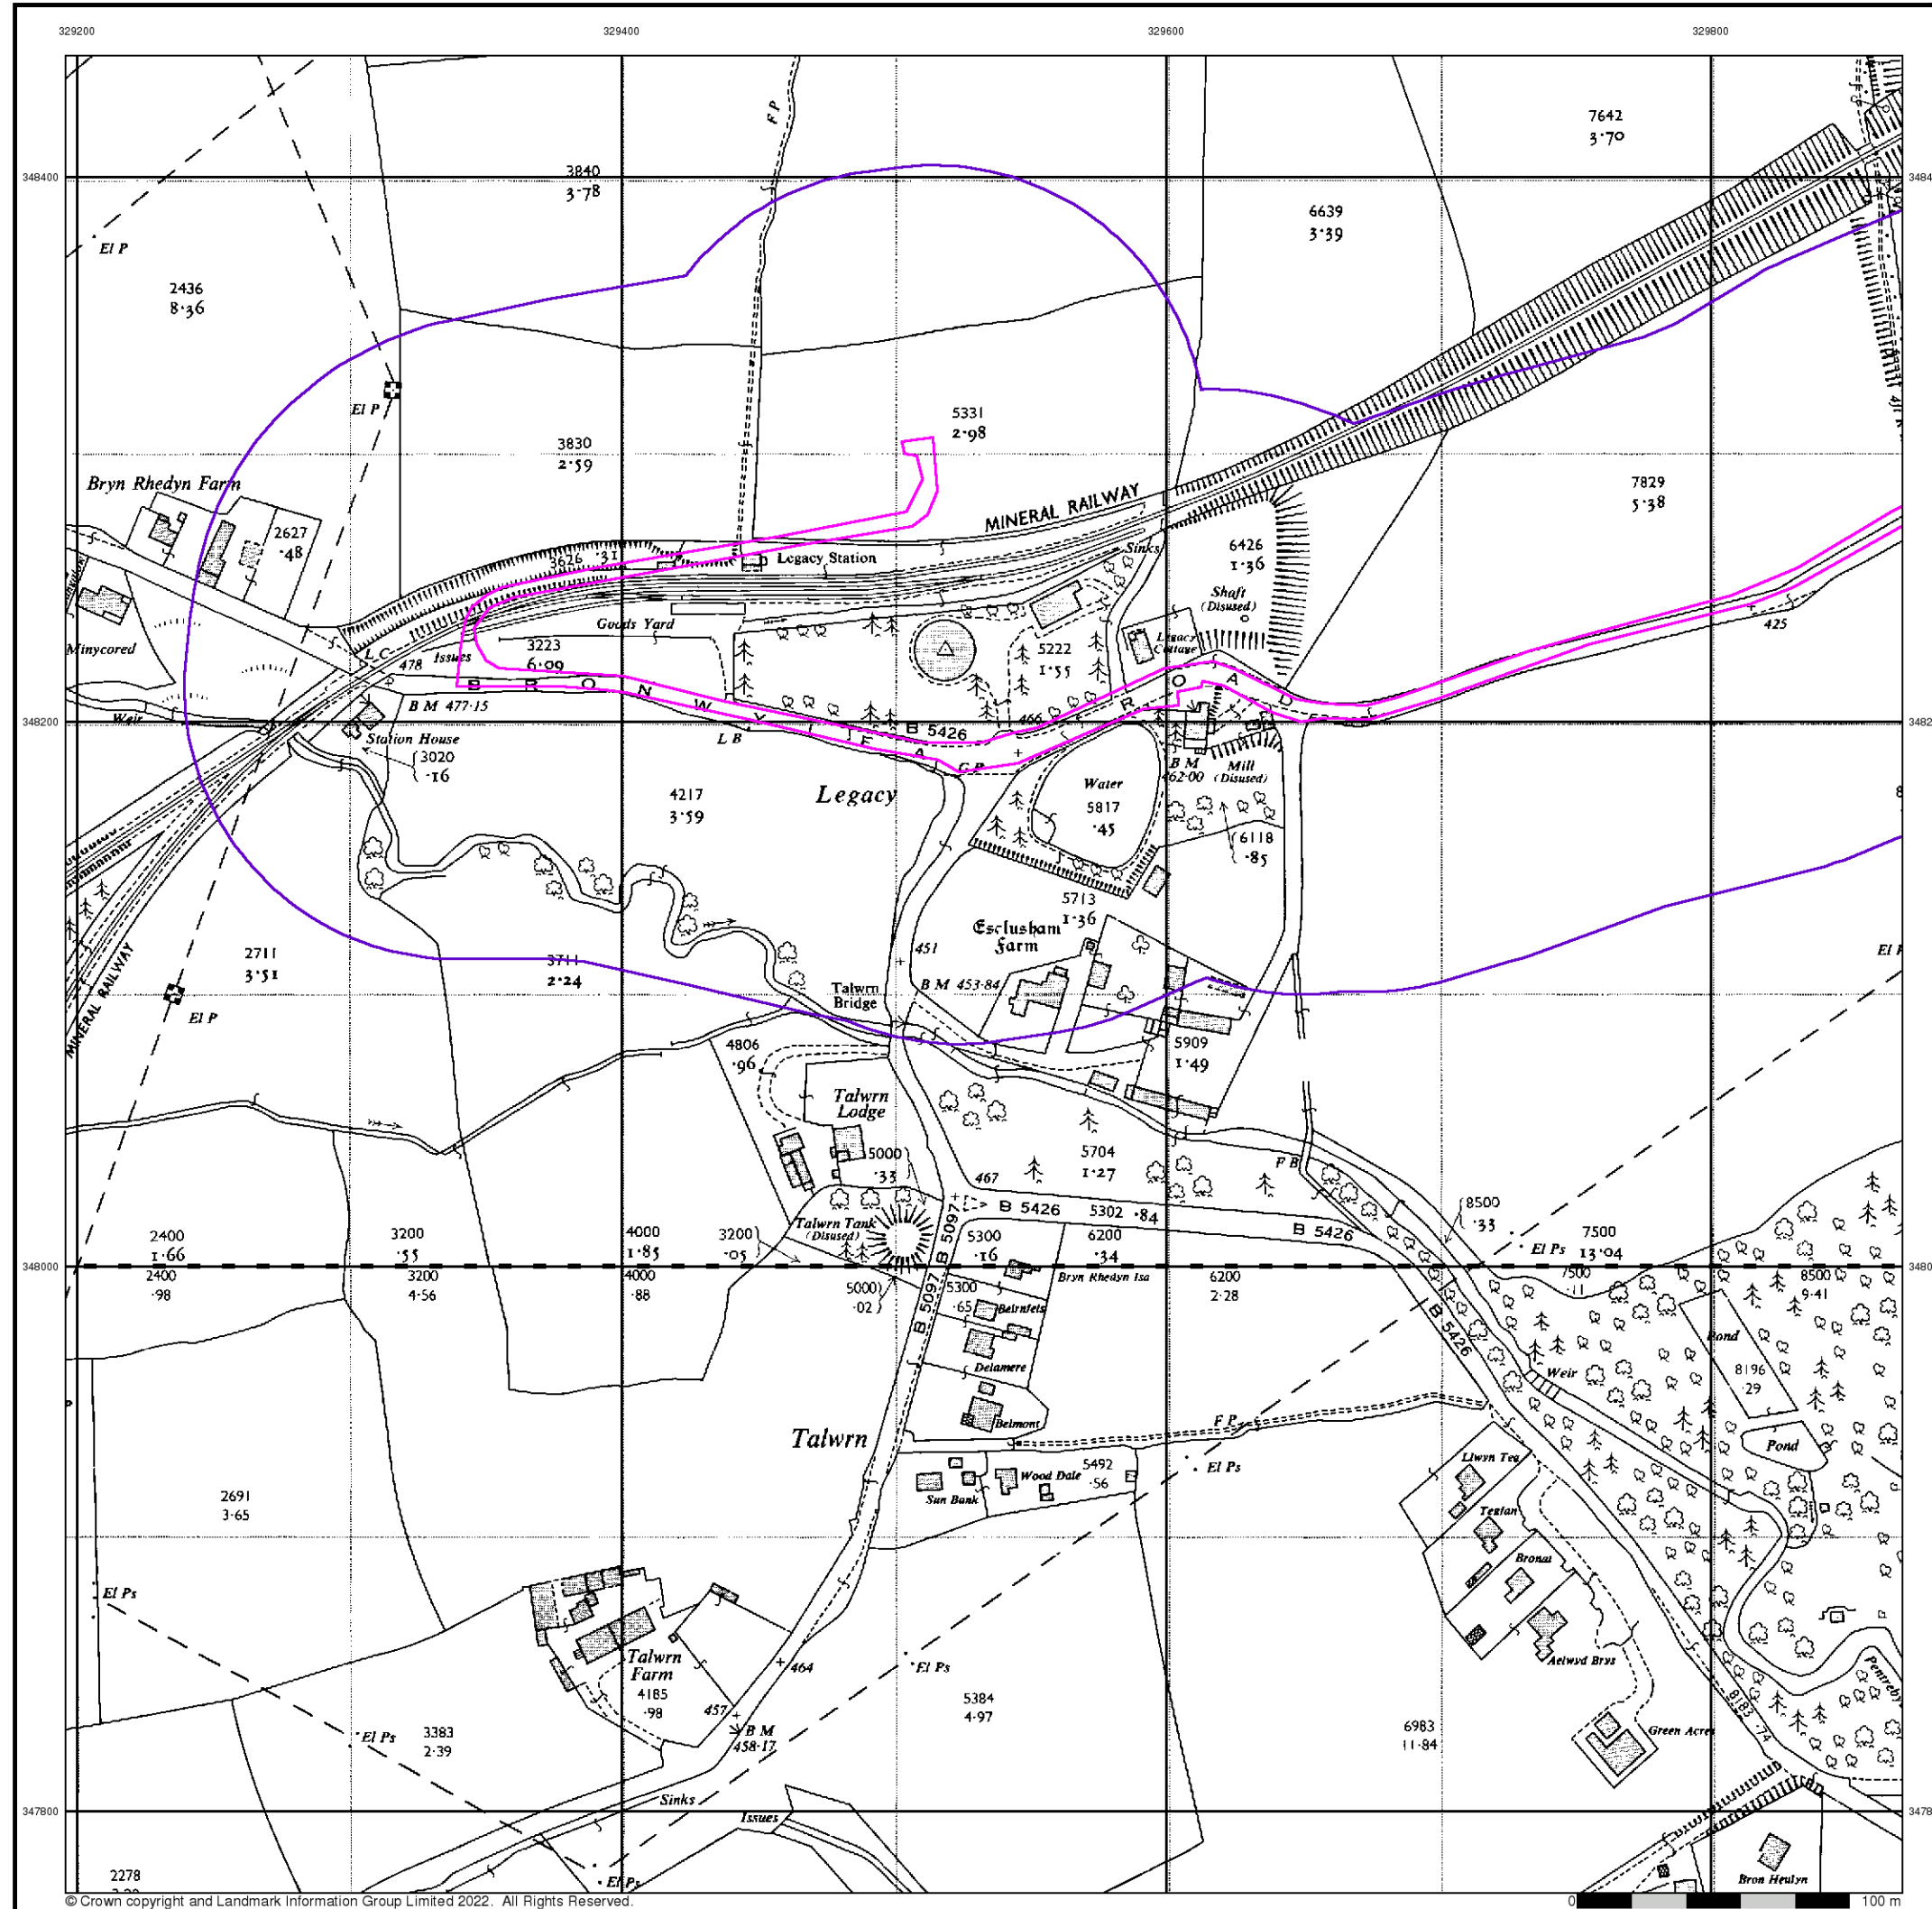 329200
329400
329600
329800
348400
F P
7642
3·70
3840
3·78
6639
3·39
El P
2436
8·36
El P
5331
2·98
3830
2·59
Bryn Rhedyn Farm
2627
·48
MINERAL RAILWAY
7829
5·38
3626 ·31
Legacy Station
Sinks
6426
1·36
Shaft
(Disused)
Goods Yard
Minycored
L C
478
Issues
3223
6·09
5222
1·55
Legacy
Cottage
425
B M 477·15
BRONWYLFA ROAD
B 5426
466
348200
Weir
Station House
L B
G P
3020
·16
B M
462·00
Mill
(Disused)
Water
5817
·45
4217
3·59
Legacy
6118
·85
5713
1·36
Esclusham
Farm
451
2711
3·51
3711
2·24
MINERAL RAILWAY
Talwrn
Bridge
B M 453·84
El P
4806
·96
5909
1·49
Talwrn
Lodge
5000
·33
5704
1·27
F B
467
B 5426
5302 ·84
B 5426
8500
·33
2400
1·66
3200
·55
4000
1·85
3200
·05
Talwrn Tank
(Disused)
B 5097
5300
·16
6200
·34
El Ps
7500
13·04
348000
2400
·98
3200
4·56
4000
·88
5000
·02
B 5097
5300
·65
Bryn Rhedyn Isa
6200
2·28
7500
·11
8500
9·41
Beirnfels
B 5426
Pond
Delamere
Weir
8196
·29
Belmont
F P
Talwrn
Pond
El Ps
Llwyn Teg
Wood Dale
5492
·56
Sun Bank
2691
3·65
Bronai
El Ps
Talwrn
Farm
4185
·98
464
El Ps
Aelwyd Brys
457
B M
458·17
5384
4·97
El Ps
3383
2·39
6983
11·84
8183 ·74
Green Acres
347800
Sinks
Issues
2278
El Ps
Bron Heulyn
© Crown copyright and Landmark Information Group Limited 2022. All Rights Reserved.
0 100 m